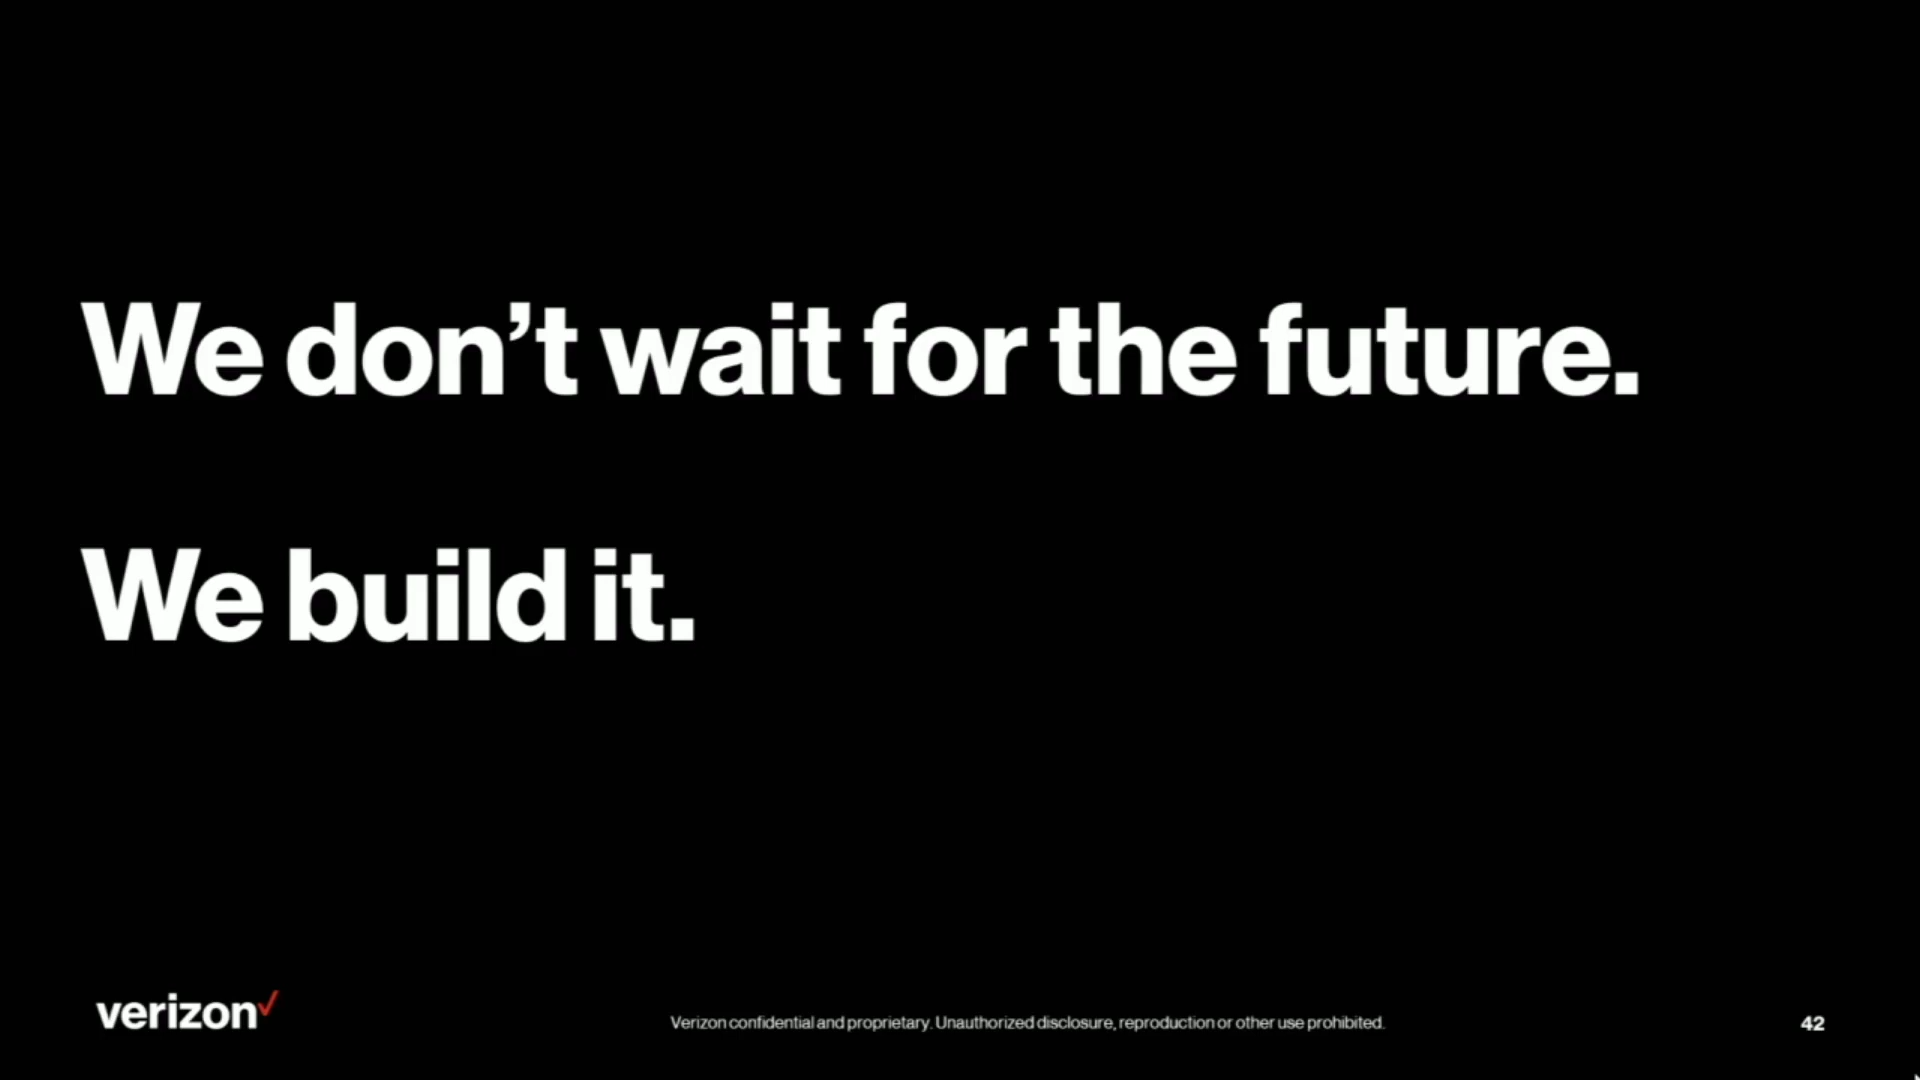 We don’t wait for the future.
We build it.
verizon
Verizon confidential and proprietary. Unauthorized disclosure, reproduction or other use prohibited.
42